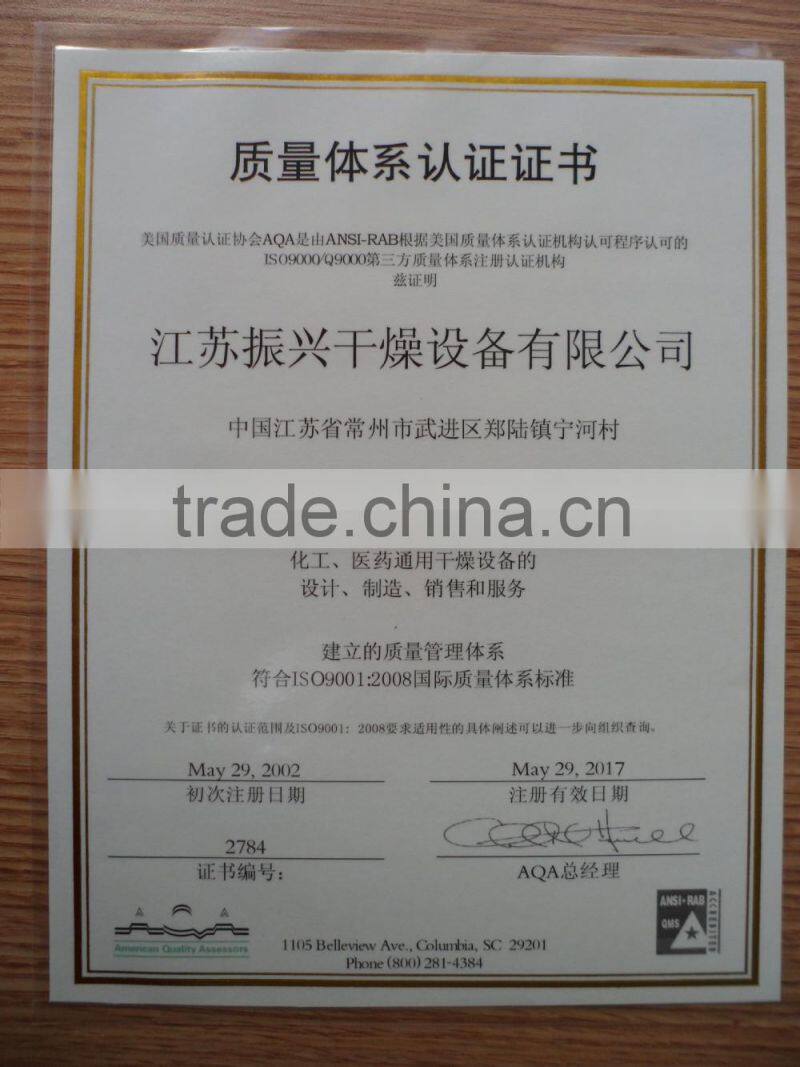 质量体系认证证书
美国质量认证协会AQA是由ANSI-RAB根据美国质量体系认证机构认可程序认可的
ISO9000/Q9000第三方质量体系注册认证机构
兹证明
江苏振兴干燥设备有限公司
中国江苏省常州市武进区郑陆镇宁河村
trade.china.cn
化工、医药通用干燥设备的
设计、制造、销售和服务
建立的质量管理体系
符合ISO9001:2008国际质量体系标准
关于证书的认证范围及ISO9001: 2008要求适用性的具体阐述可以进一步向组织查询。
May 29, 2002
初次注册日期
May 29, 2017
注册有效日期
2784
证书编号:
AQA总经理
American Quality Assessors
1105 Belleview Ave., Columbia, SC 29201
Phone (800) 281-4384
ANSI·RAB
QMS
ACCREDITED